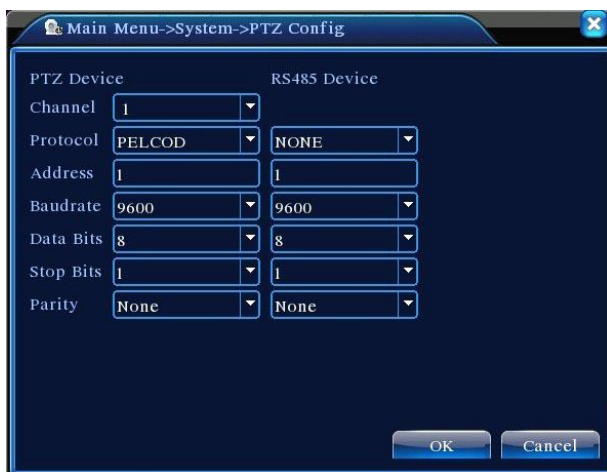 Main Menu->System->PTZ Config
PTZ Device RS485 Device
Channel 1
Protocol PELCOD NONE
Address 1 1
Baudrate 9600 9600
Data Bits 8 8
Stop Bits 1 1
Parity None None
OK Cancel